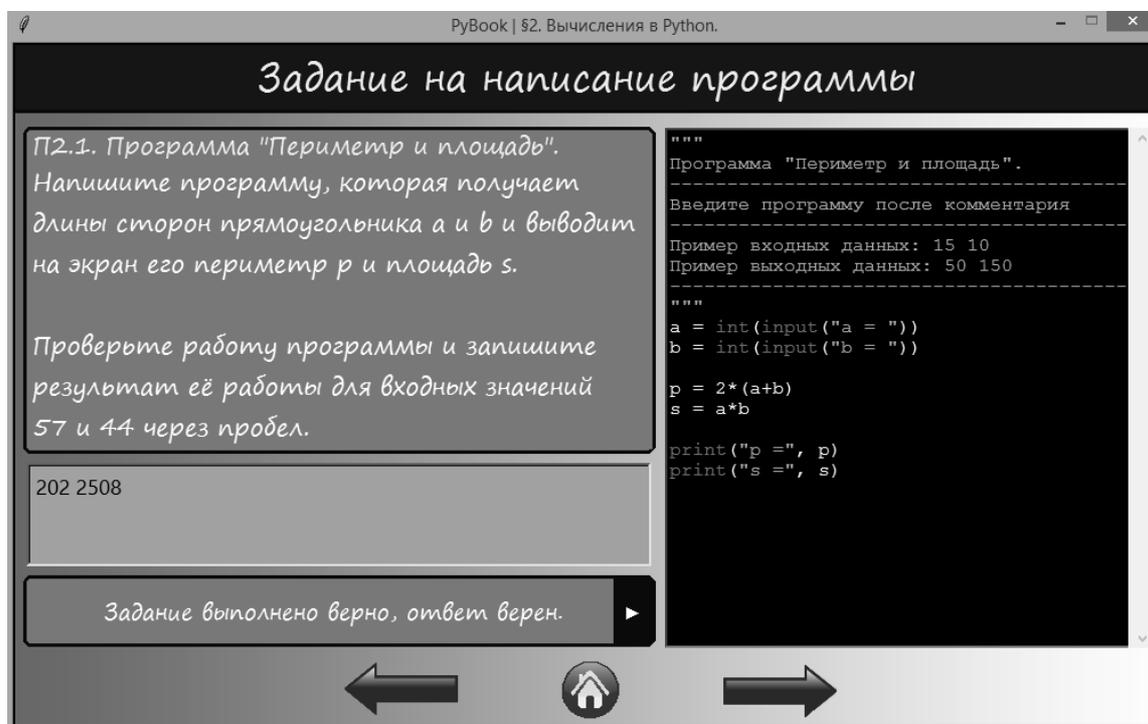 PyBook | §2. Вычисления в Python.
Задание на написание программы
П2.1. Программа "Периметр и площадь".
Напишите программу, которая получает
длины сторон прямоугольника a и b и выводит
на экран его периметр p и площадь s.
Проверьте работу программы и запишите
результат её работы для входных значений
57 и 44 через пробел.
202 2508
Задание выполнено верно, ответ верен.
"""
Программа "Периметр и площадь".
----------------------------------------
Введите программу после комментария
----------------------------------------
Пример входных данных: 15 10
Пример выходных данных: 50 150
----------------------------------------
"""
a = int(input("a = "))
b = int(input("b = "))
p = 2*(a+b)
s = a*b
print("p =", p)
print("s =", s)